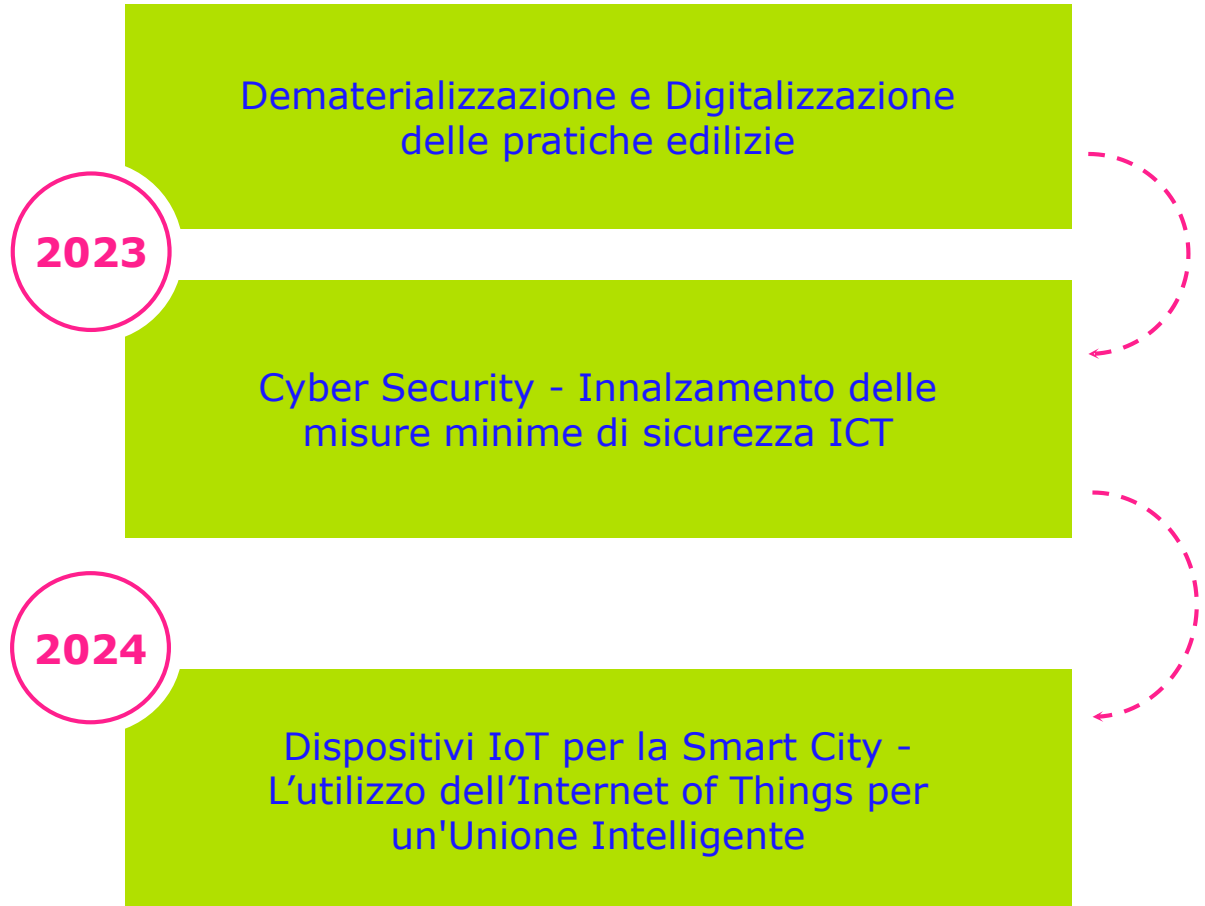 Dematerializzazione e Digitalizzazione
delle pratiche edilizie
2023
Cyber Security - Innalzamento delle
misure minime di sicurezza ICT
2024
Dispositivi IoT per la Smart City -
L’utilizzo dell’Internet of Things per
un'Unione Intelligente